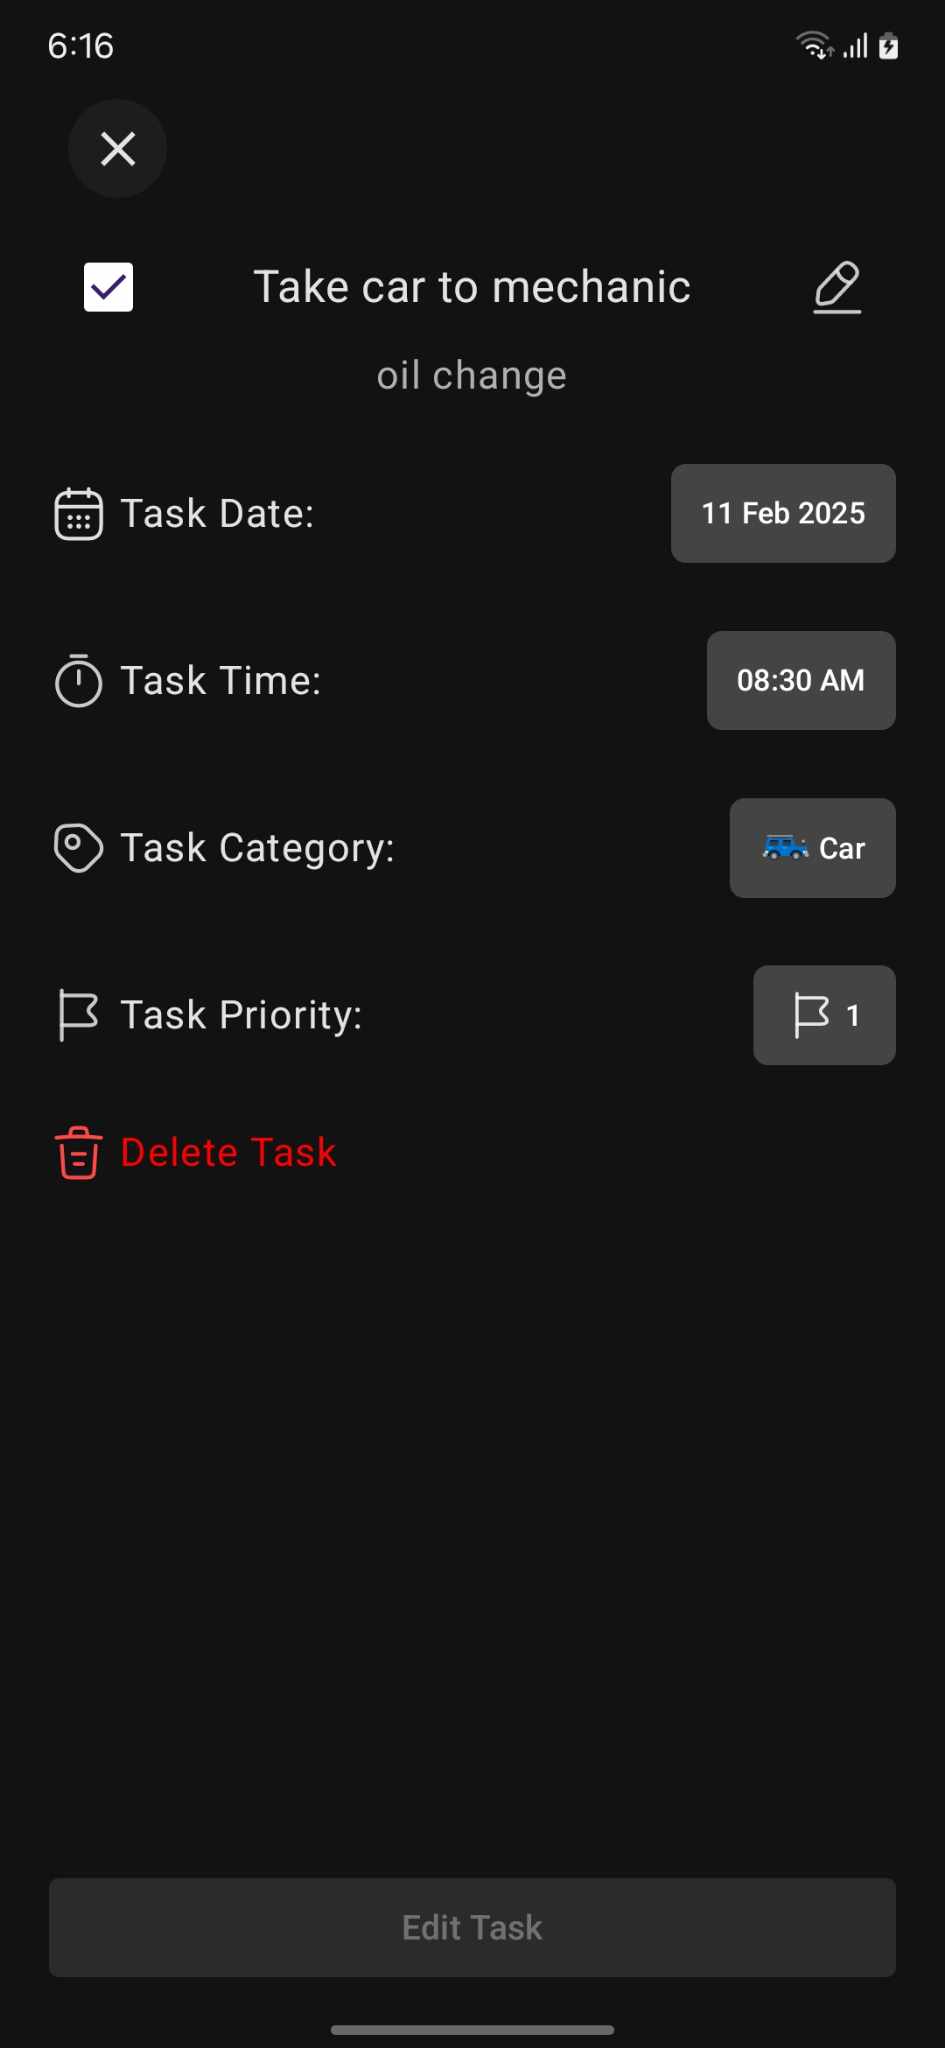 6:16
Take car to mechanic
oil change
Task Date:
11 Feb 2025
Task Time:
08:30 AM
Task Category:
Car
Task Priority:
1
Delete Task
Edit Task